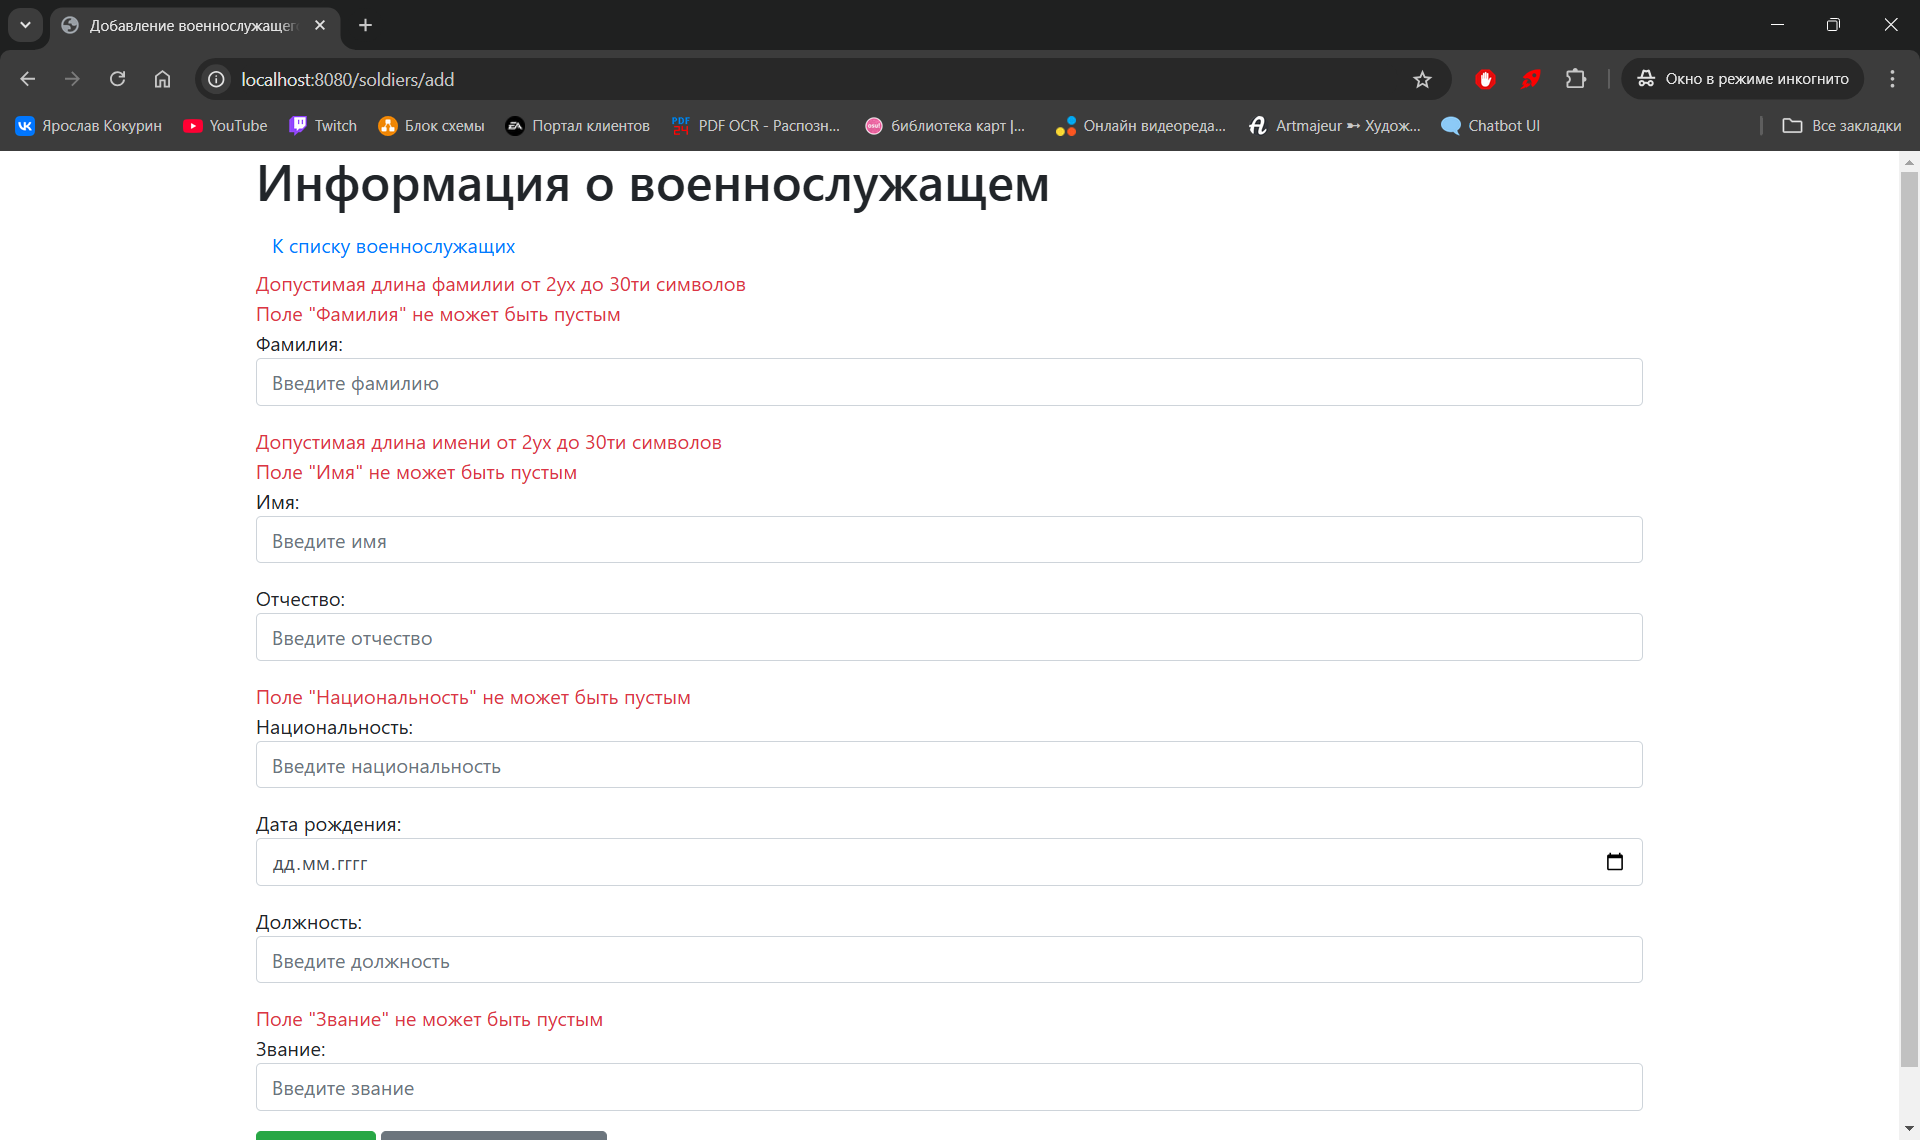 Добавление военнослужащего
localhost:8080/soldiers/add
Окно в режиме инкогнито
Ярослав Кокурин
YouTube
Twitch
Блок схемы
Портал клиентов
PDF OCR - Распозн...
библиотека карт |...
Онлайн видеореда...
Artmajeur ➳ Худож...
Chatbot UI
Все закладки
Информация о военнослужащем
К списку военнослужащих
Допустимая длина фамилии от 2ух до 30ти символов
Поле "Фамилия" не может быть пустым
Фамилия:
Введите фамилию
Допустимая длина имени от 2ух до 30ти символов
Поле "Имя" не может быть пустым
Имя:
Введите имя
Отчество:
Введите отчество
Поле "Национальность" не может быть пустым
Национальность:
Введите национальность
Дата рождения:
дд.мм.гггг
Должность:
Введите должность
Поле "Звание" не может быть пустым
Звание:
Введите звание